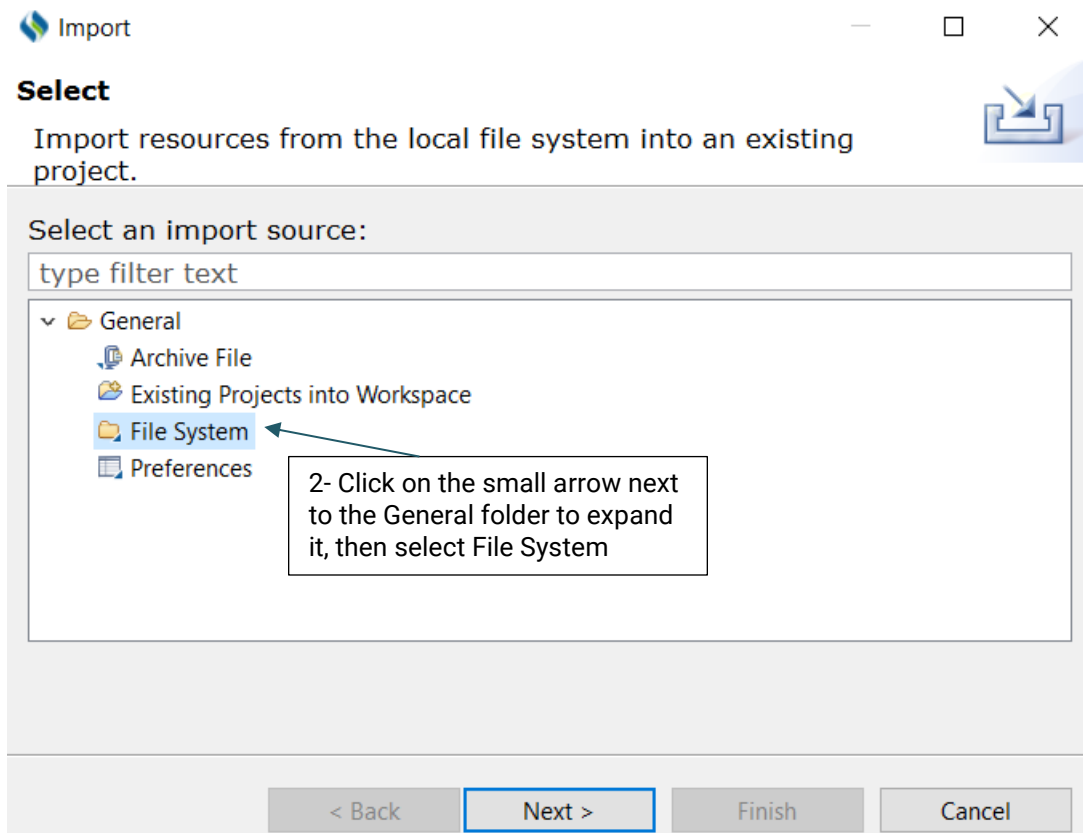 Import
Select
Import resources from the local file system into an existing
project.
Select an import source:
type filter text
General
Archive File
Existing Projects into Workspace
File System
Preferences
2- Click on the small arrow next
to the General folder to expand
it, then select File System
< Back
Next >
Finish
Cancel